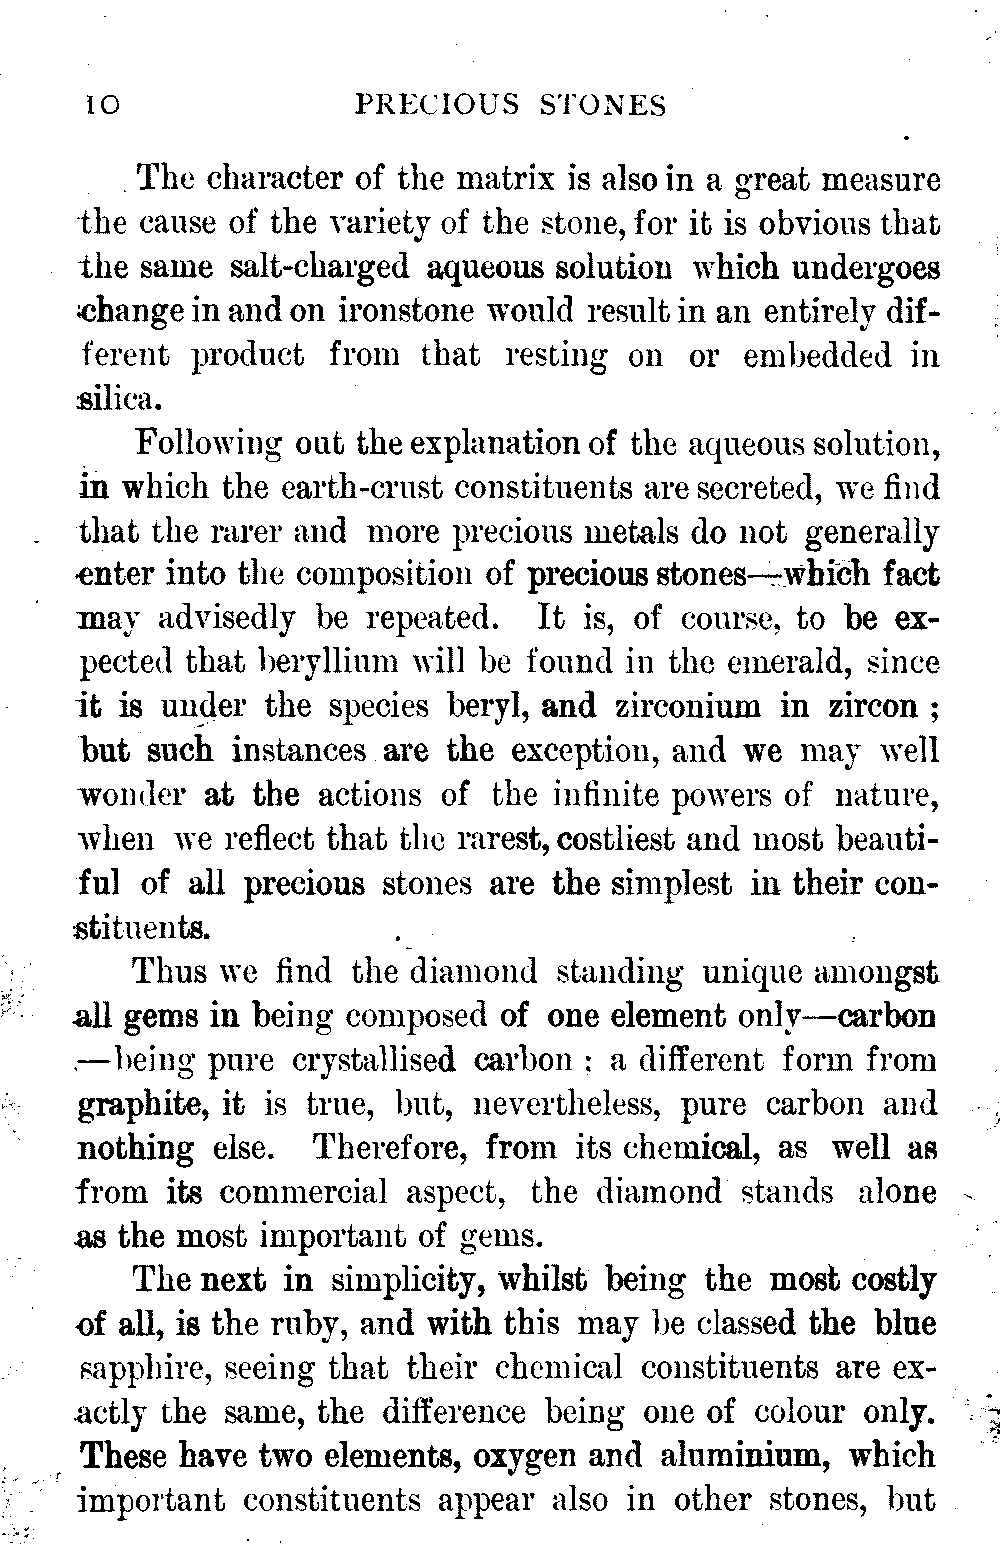 10 PRECIOUS STONES
The character of the matrix is also in a great measure
the cause of the variety of the stone, for it is obvious that
the same salt-charged aqueous solution which undergoes
change in and on ironstone would result in an entirely dif-
ferent product from that resting on or embedded in
silica.
Following out the explanation of the aqueous solution,
in which the earth-crust constituents are secreted, we find
that the rarer and more precious metals do not generally
enter into the composition of precious stones—which fact
may advisedly be repeated. It is, of course, to be ex-
pected that beryllium will be found in the emerald, since
it is under the species beryl, and zirconium in zircon ;
but such instances are the exception, and we may well
wonder at the actions of the infinite powers of nature,
when we reflect that the rarest, costliest and most beauti-
ful of all precious stones are the simplest in their con-
stituents.
Thus we find the diamond standing unique amongst
all gems in being composed of one element only—carbon
—being pure crystallised carbon ; a different form from
graphite, it is true, but, nevertheless, pure carbon and
nothing else. Therefore, from its chemical, as well as
from its commercial aspect, the diamond stands alone
as the most important of gems.
The next in simplicity, whilst being the most costly
of all, is the ruby, and with this may be classed the blue
sapphire, seeing that their chemical constituents are ex-
actly the same, the difference being one of colour only.
These have two elements, oxygen and aluminium, which
important constituents appear also in other stones, but